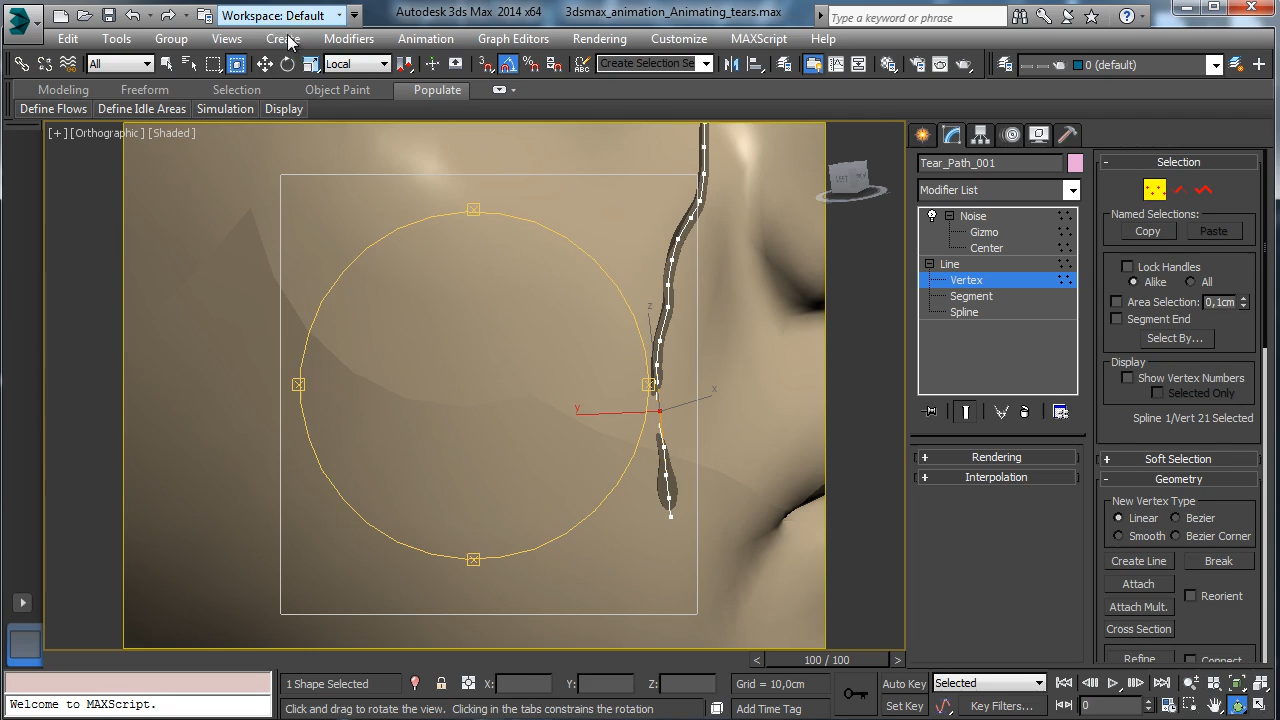 Workspace: Default
Autodesk 3ds Max  2014 x64
3dsmax_animation_Animating_tears.max
Type a keyword or phrase
Edit Tools Group Views Create Modifiers Animation Graph Editors Rendering Customize MAXScript Help
All
Local
Create Selection Se
0 (default)
Modeling Freeform Selection Object Paint Populate
Define Flows Define Idle Areas Simulation Display
[+][Orthographic][Shaded]
z
x
y
Tear_Path_001
Modifier List
Noise
Gizmo
Center
Line
Vertex
Segment
Spline
+ Rendering
+ Interpolation
- Selection
Named Selections:
Copy Paste
Lock Handles
Alike All
Area Selection: 0,1cm
Segment End
Select By...
Display
Show Vertex Numbers
Selected Only
Spline 1/Vert 21 Selected
+ Soft Selection
- Geometry
New Vertex Type
Linear Bezier
Smooth Bezier Corner
Create Line Break
Attach
Reorient
Attach Mult.
Cross Section
Refine Connect
< 100 / 100 >
1 Shape Selected
X: Y: Z:
Grid = 10,0cm
Auto Key Selected
Welcome to MAXScript.
Click and drag to rotate the view.  Clicking in the tabs constrains the rotation
Add Time Tag
Set Key Key Filters...
0